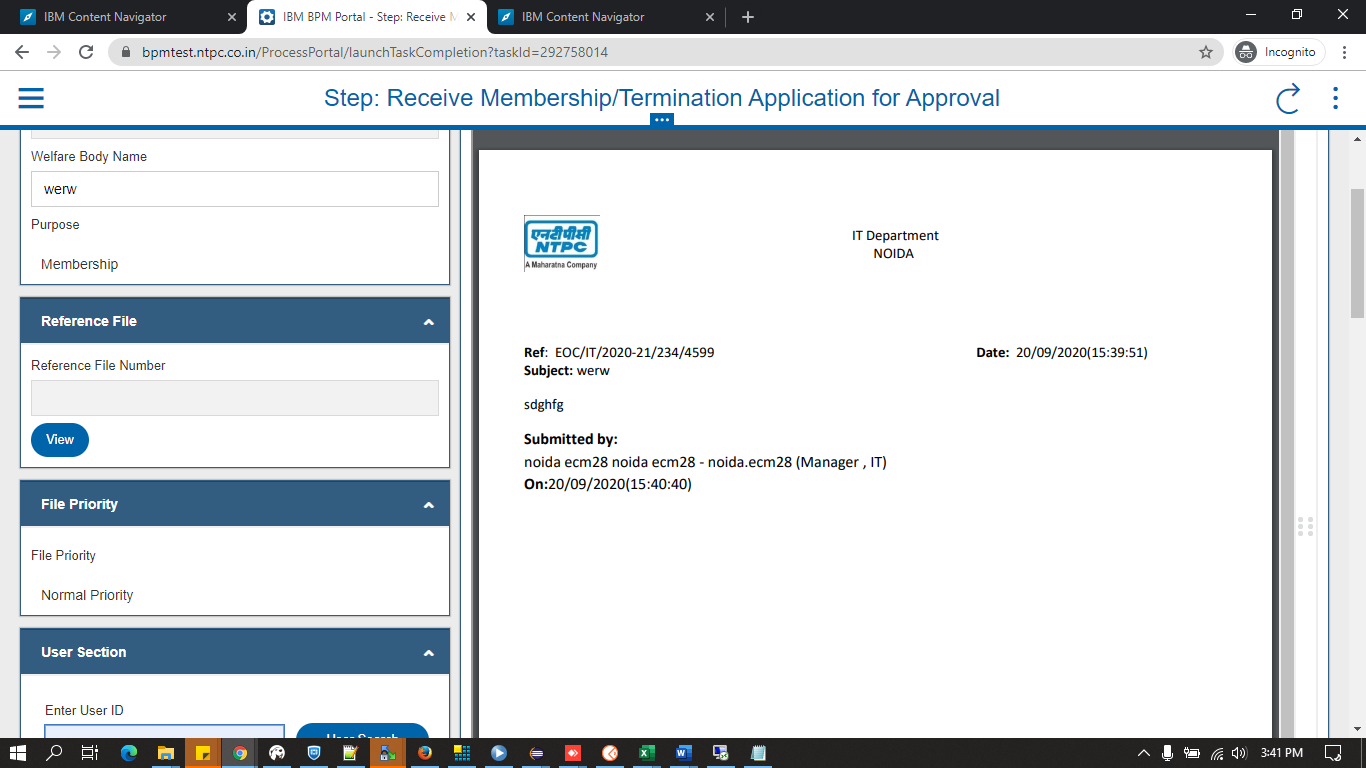 IBM Content Navigator
IBM BPM Portal - Step: Receive M
IBM Content Navigator
bpmtest.ntpc.co.in/ProcessPortal/launchTaskCompletion?taskId=292758014
Incognito
Step: Receive Membership/Termination Application for Approval
Welfare Body Name
werw
Purpose
Membership
Reference File
Reference File Number
View
File Priority
File Priority
Normal Priority
User Section
Enter User ID
User Search
एनटीपीसी
NTPC
A Maharatna Company
IT Department
NOIDA
Ref: EOC/IT/2020-21/234/4599
Date: 20/09/2020(15:39:51)
Subject: werw
sdghfg
Submitted by:
noida ecm28 noida ecm28 - noida.ecm28 (Manager , IT)
On:20/09/2020(15:40:40)
3:41 PM